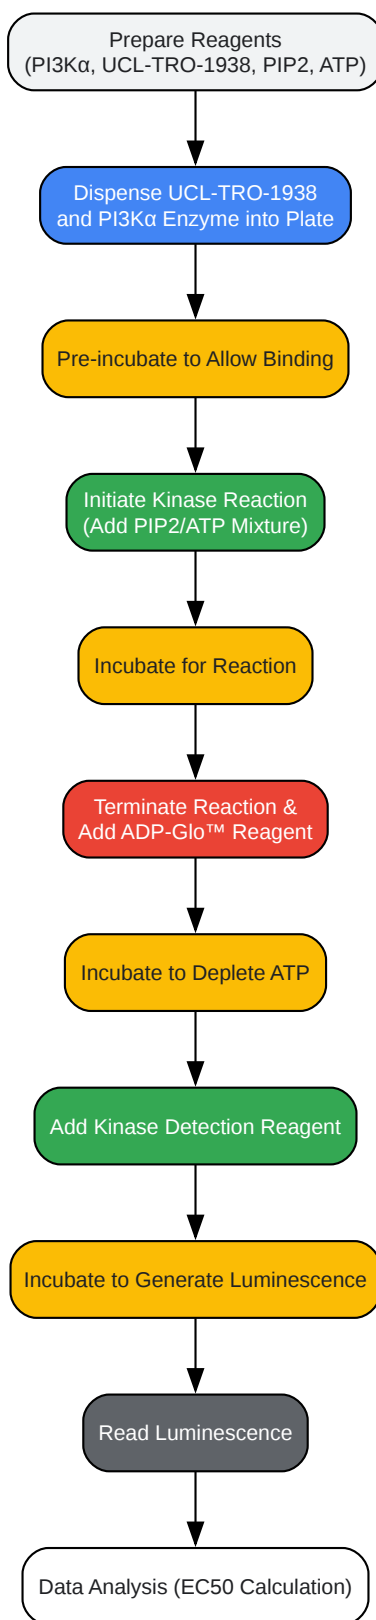 Prepare Reagents
(PI3Kα, UCL-TRO-1938, PIP2, ATP)
Dispense UCL-TRO-1938
and PI3Kα Enzyme into Plate
Pre-incubate to Allow Binding
Initiate Kinase Reaction
(Add PIP2/ATP Mixture)
Incubate for Reaction
Terminate Reaction &
Add ADP-Glo™ Reagent
Incubate to Deplete ATP
Add Kinase Detection Reagent
Incubate to Generate Luminescence
Read Luminescence
Data Analysis (EC50 Calculation)